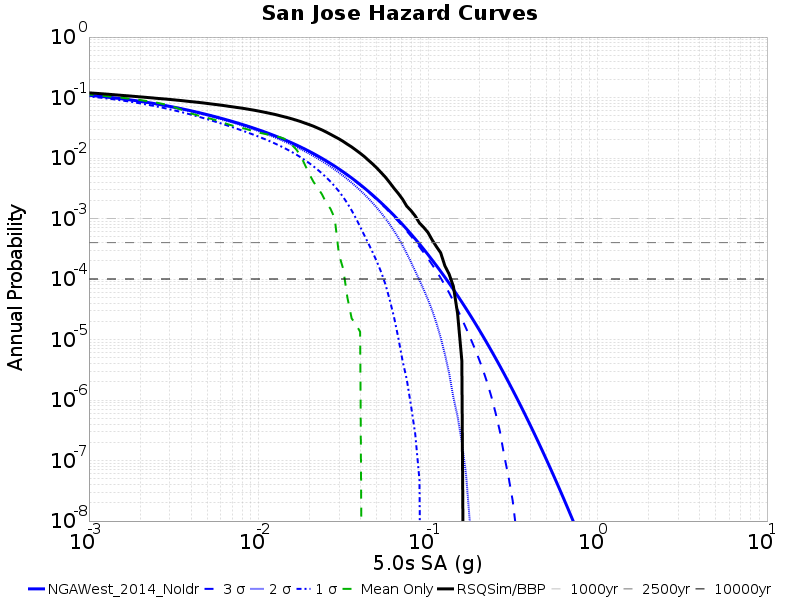 San Jose Hazard Curves
10^0
10^-1
10^-2
10^-3
10^-4
10^-5
10^-6
10^-7
10^-8
Annual Probability
10^-3 10^-2 10^-1 10^0 10^1
5.0s SA (g)
NGAWest_2014_NoIdr 3 σ 2 σ 1 σ Mean Only RSQSim/BBP 1000yr 2500yr 10000yr